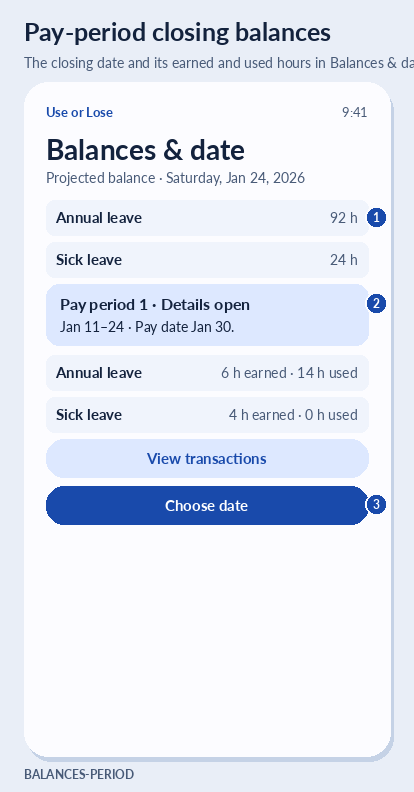 Pay-period closing balances
The closing date and its earned and used hours in Balances & da
Use or Lose 9:41
Balances & date
Projected balance · Saturday, Jan 24, 2026
Annual leave 92 h 1
Sick leave 24 h
Pay period 1 · Details open 2
Jan 11–24 · Pay date Jan 30.
Annual leave 6 h earned · 14 h used
Sick leave 4 h earned · 0 h used
View transactions
Choose date 3
BALANCES-PERIOD